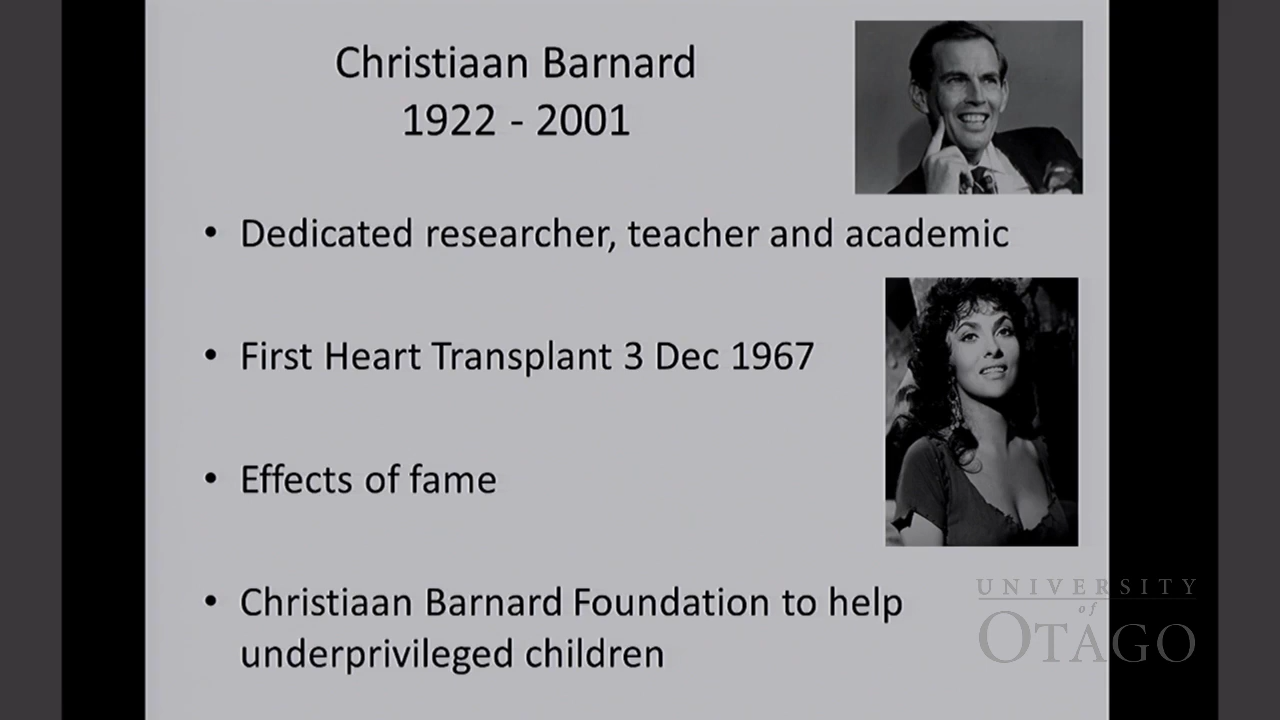 Christiaan Barnard
1922 - 2001
• Dedicated researcher, teacher and academic
• First Heart Transplant 3 Dec 1967
• Effects of fame
• Christiaan Barnard Foundation to help
underprivileged children
UNIVERSITY
of
OTAGO